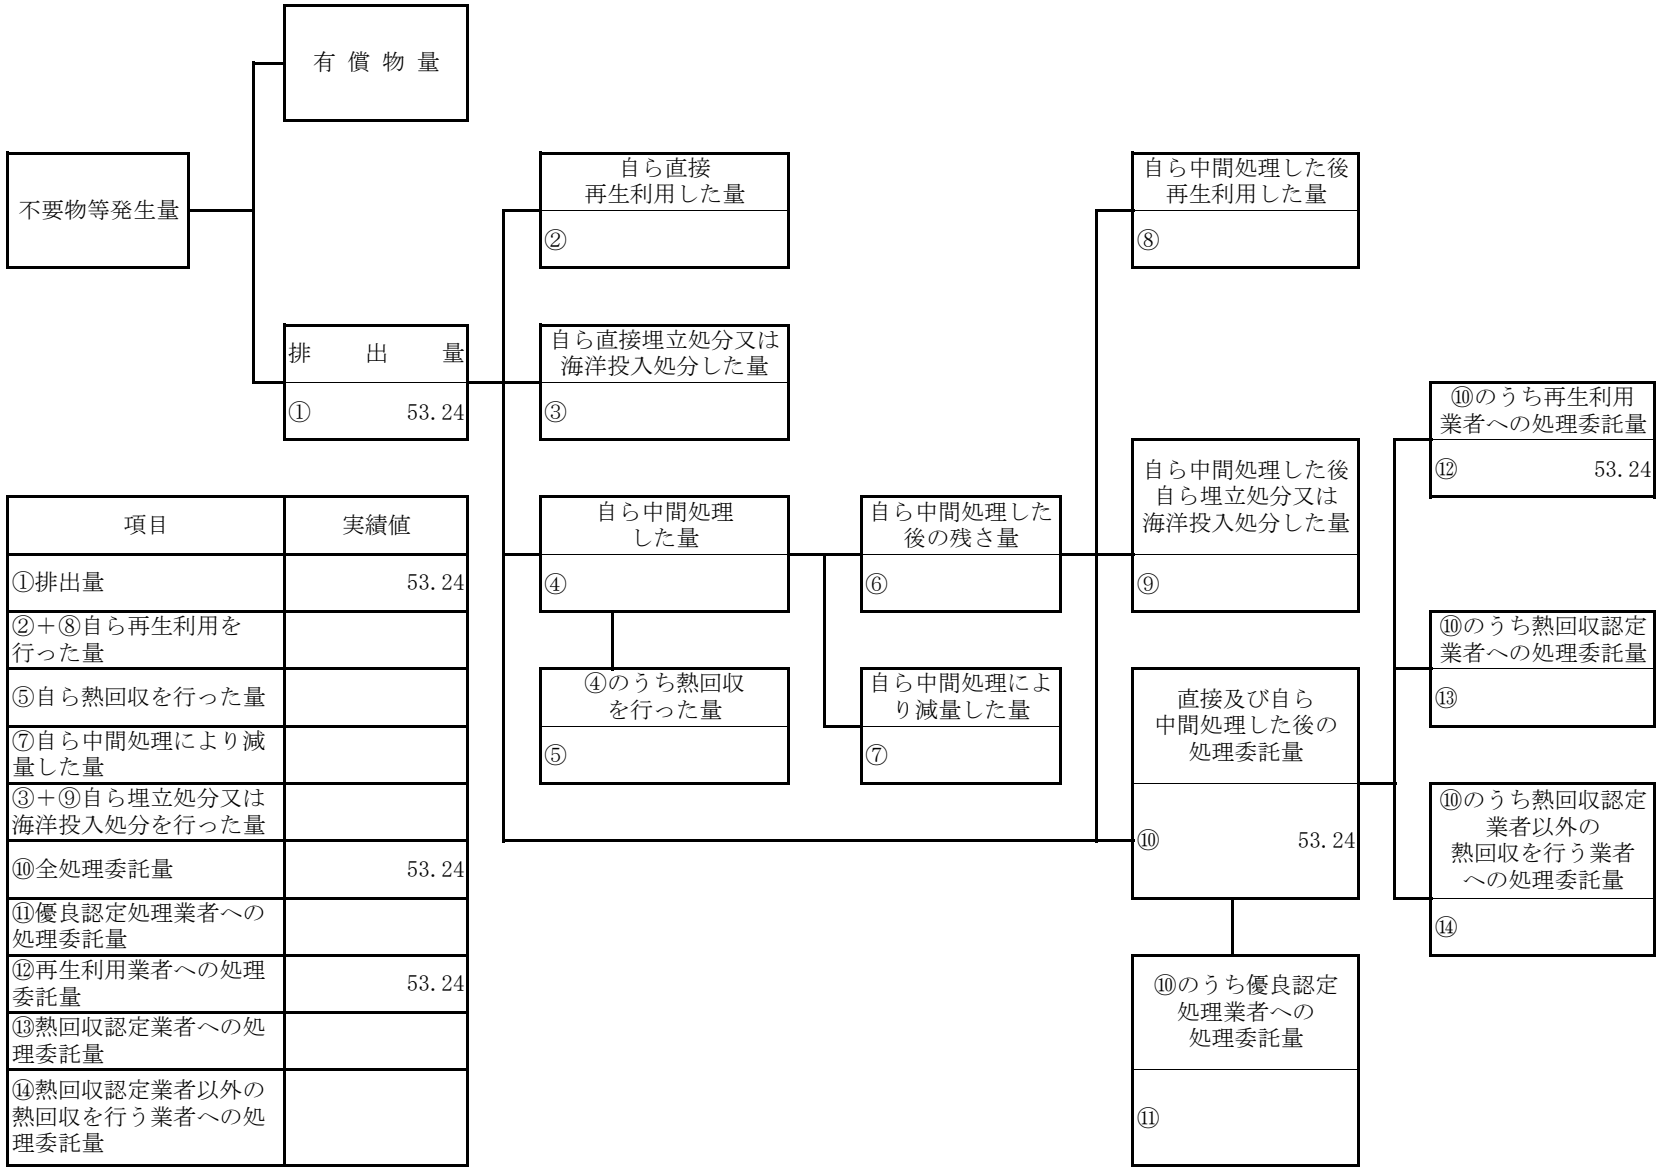 有償物量
不要物等発生量
自ら直接
再生利用した量
②
自ら中間処理した後
再生利用した量
⑧
排出量
① 53.24
自ら直接埋立処分又は
海洋投入処分した量
③
⑩のうち再生利用
業者への処理委託量
⑫ 53.24
自ら中間処理
した量
④
自ら中間処理した
後の残さ量
⑥
自ら中間処理した後
自ら埋立処分又は
海洋投入処分した量
⑨
④のうち熱回収
を行った量
⑤
自ら中間処理によ
り減量した量
⑦
直接及び自ら
中間処理した後の
処理委託量
⑩ 53.24
⑩のうち熱回収認定
業者への処理委託量
⑬
⑩のうち熱回収認定
業者以外の
熱回収を行う業者
への処理委託量
⑭
⑩のうち優良認定
処理業者への
処理委託量
⑪
項目 実績値
①排出量 53.24
②＋⑧自ら再生利用を
行った量
⑤自ら熱回収を行った量
⑦自ら中間処理により減
量した量
③＋⑨自ら埋立処分又は
海洋投入処分を行った量
⑩全処理委託量 53.24
⑪優良認定処理業者への
処理委託量
⑫再生利用業者への処理
委託量 53.24
⑬熱回収認定業者への処
理委託量
⑭熱回収認定業者以外の
熱回収を行う業者への処
理委託量